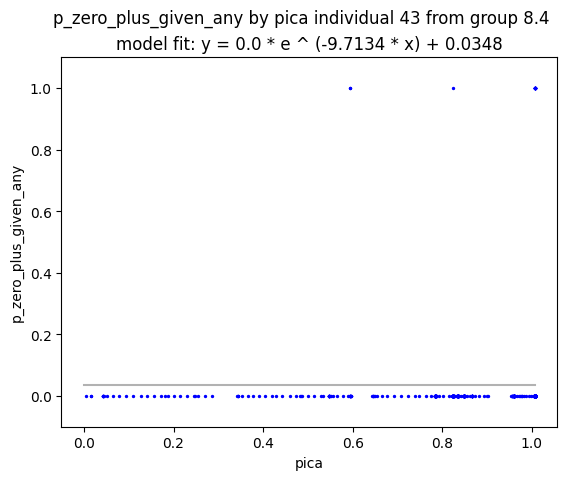 p_zero_plus_given_any by pica individual 43 from group 8.4
model fit: y = 0.0 * e ^ (-9.7134 * x) + 0.0348
1.0
0.8
0.6
0.4
0.2
0.0
p_zero_plus_given_any
0.0 0.2 0.4 0.6 0.8 1.0
pica